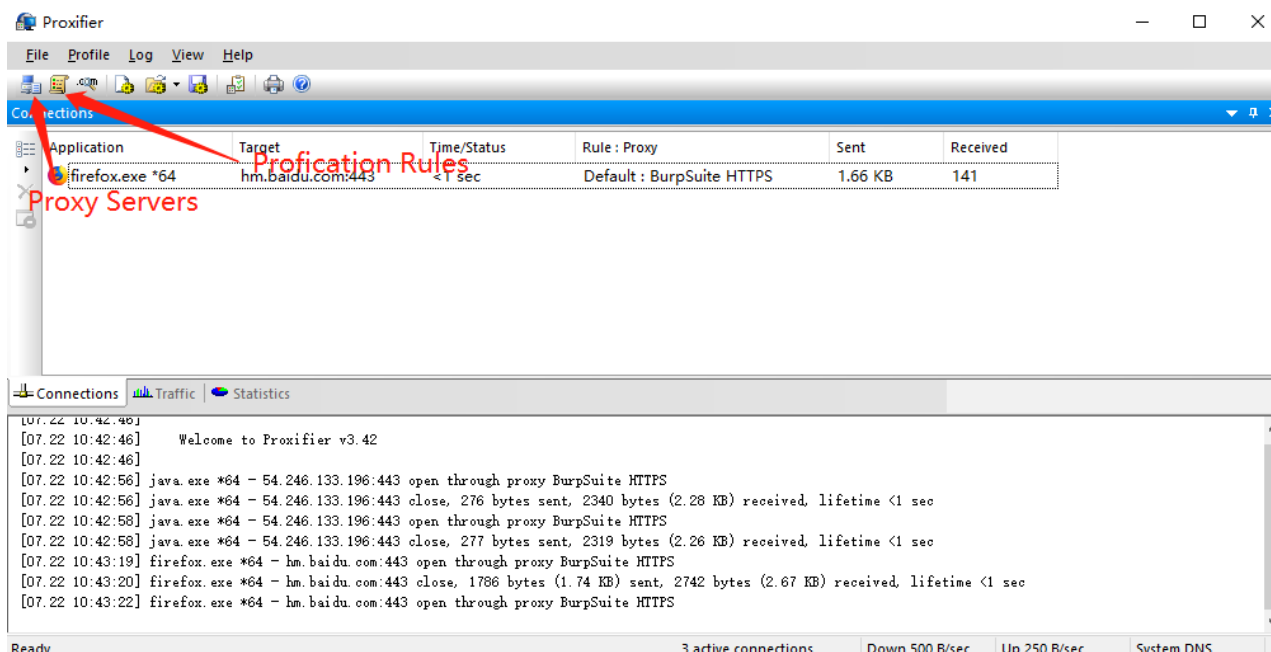 Proxifier
File Profile Log View Help
.com
Connections
Application Target Time/Status Rule : Proxy Sent Received
Profication Rules
firefox.exe *64 hm.baidu.com:443 <1 sec Default : BurpSuite HTTPS 1.66 KB 141
Proxy Servers
Connections Traffic Statistics
[07.22 10:42:46]
[07.22 10:42:46] Welcome to Proxifier v3.42
[07.22 10:42:46]
[07.22 10:42:56] java.exe *64 - 54.246.133.196:443 open through proxy BurpSuite HTTPS
[07.22 10:42:56] java.exe *64 - 54.246.133.196:443 close, 276 bytes sent, 2340 bytes (2.28 KB) received, lifetime <1 sec
[07.22 10:42:58] java.exe *64 - 54.246.133.196:443 open through proxy BurpSuite HTTPS
[07.22 10:42:58] java.exe *64 - 54.246.133.196:443 close, 277 bytes sent, 2319 bytes (2.26 KB) received, lifetime <1 sec
[07.22 10:43:19] firefox.exe *64 - hm.baidu.com:443 open through proxy BurpSuite HTTPS
[07.22 10:43:20] firefox.exe *64 - hm.baidu.com:443 close, 1786 bytes (1.74 KB) sent, 2742 bytes (2.67 KB) received, lifetime <1 sec
[07.22 10:43:22] firefox.exe *64 - hm.baidu.com:443 open through proxy BurpSuite HTTPS
Ready 3 active connections Down 500 B/sec Up 250 B/sec System DNS